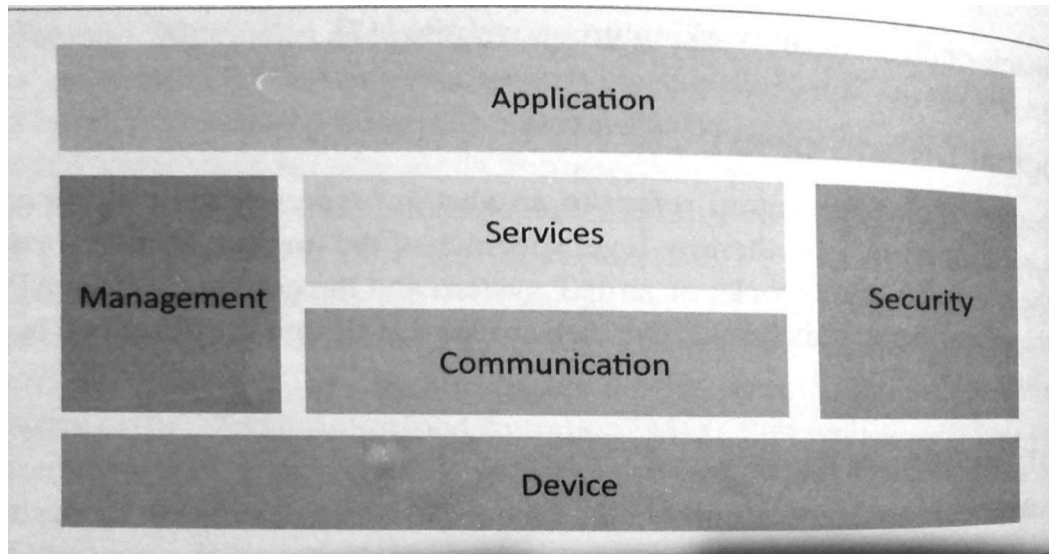 Application
Services
Management
Security
Communication
Device